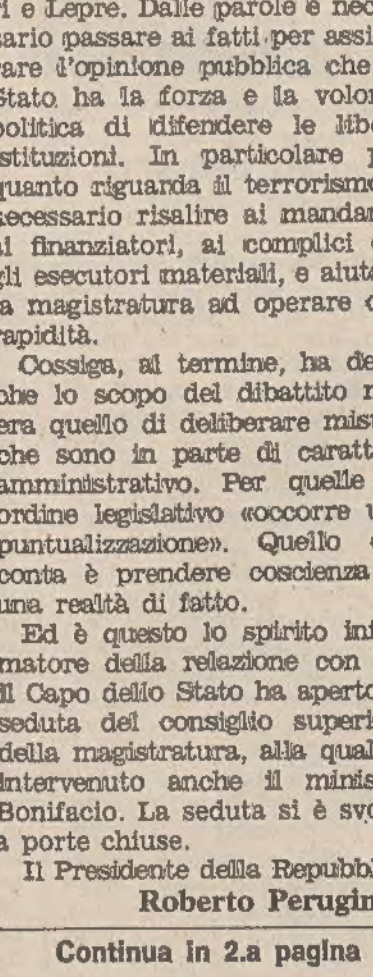 ri e Lepre. Dalle parole è nec
sario passare ai fatti per assi
rare l'opinione pubblica che
Stato ha la forza e la volon
politica di difendere le libe
stituzioni. In particolare p
quanto riguarda il terrorismo
necessario risalire ai mandan
ai finanziatori, ai complici
gli esecutori materiali, e aiuta
a magistratura ad operare c
rapidità.
Cossiga, al termine, ha de
che lo scopo del dibattito n
era quello di deliberare mis
che sono in parte di caratt
amministrativo. Per quelle
ordine legislativo «occorre u
puntualizzazione». Quello
conta è prendere coscienza
una realtà di fatto.
Ed è questo lo spirito inf
matore della relazione con
il Capo dello Stato ha aperto
seduta del consiglio superi
della magistratura, alla qual
intervenuto anche il minis
Bonifacio. La seduta si è svo
a porte chiuse.
Il Presidente della Repubbl
Roberto Perugin
Continua in 2.a pagina